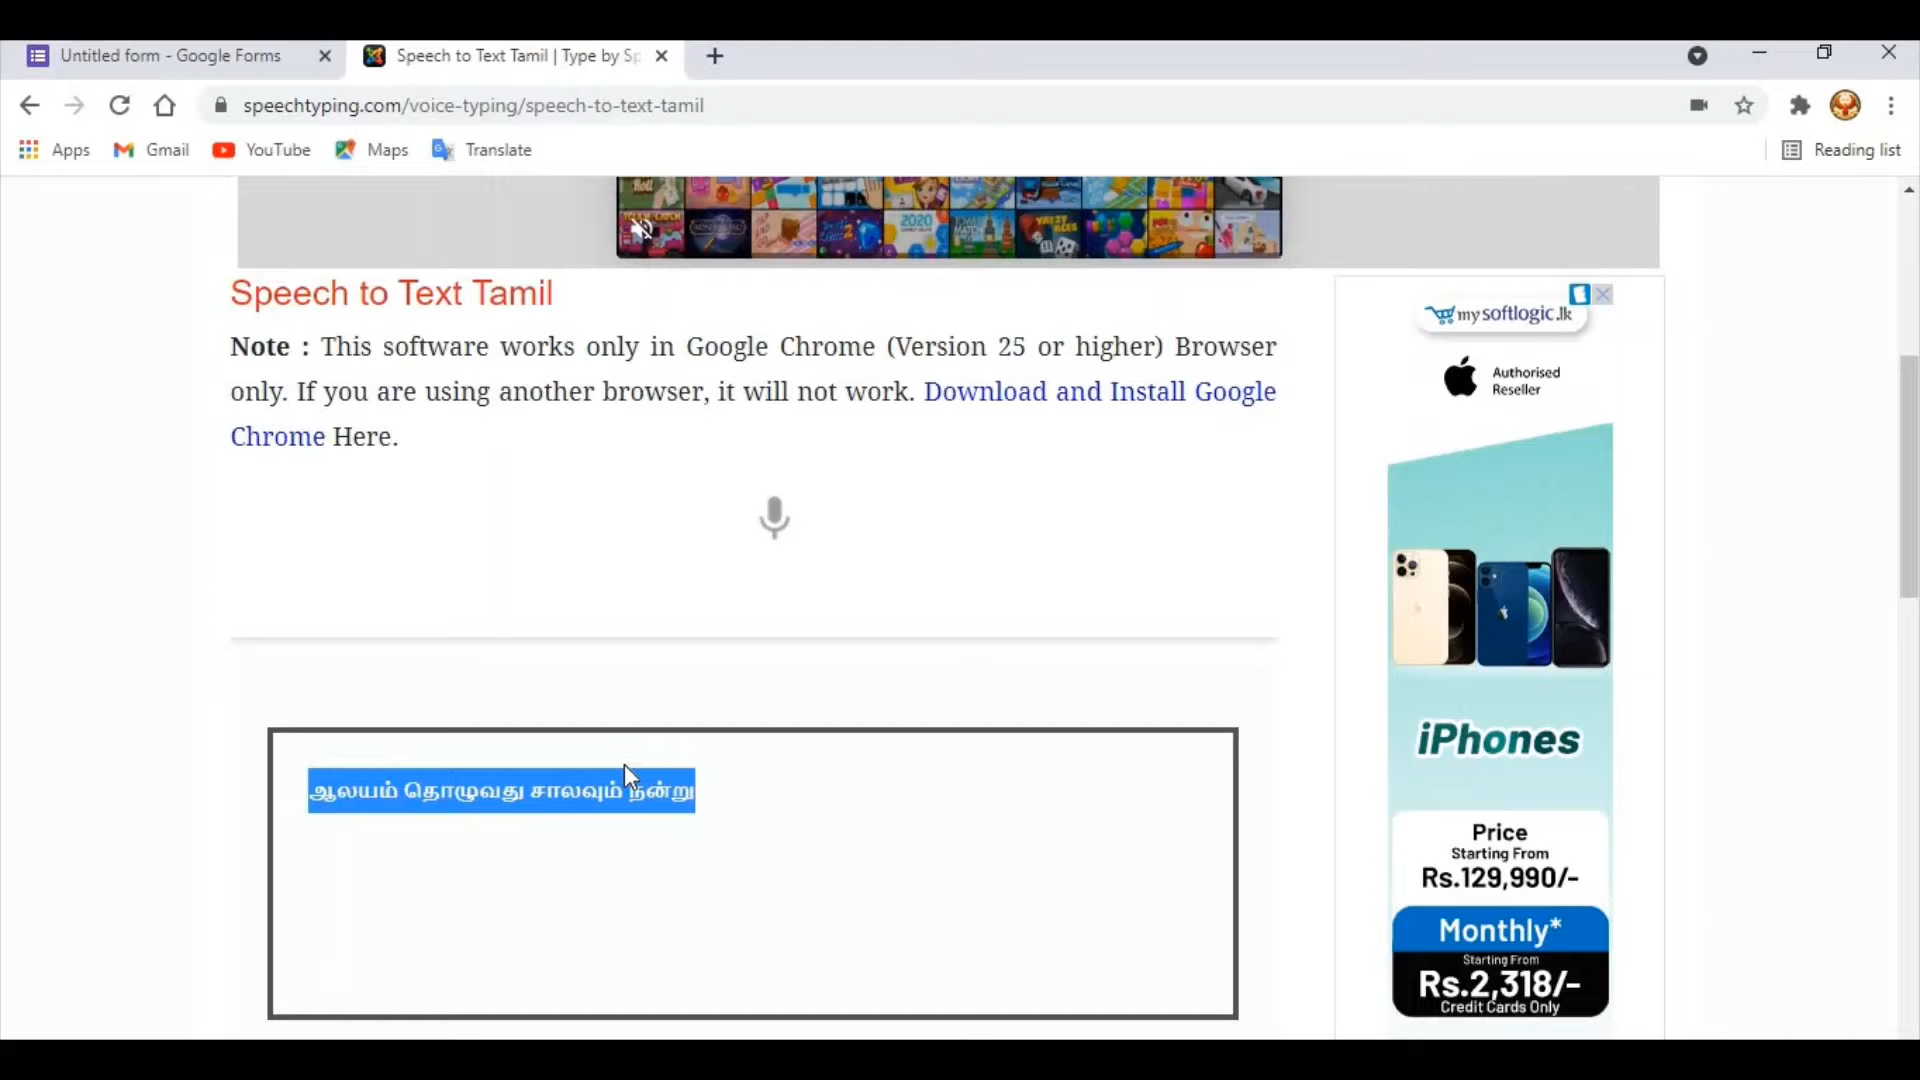 Untitled form - Google Forms
Speech to Text Tamil | Type by Sp
speechtyping.com/voice-typing/speech-to-text-tamil
Apps
Gmail
YouTube
Maps
Translate
Reading list
Roll
2020
Speech to Text Tamil
Note : This software works only in Google Chrome (Version 25 or higher) Browser
only. If you are using another browser, it will not work. Download and Install Google
Chrome Here.
ஆலயம் தொழுவது சாலவும் நன்று
mysoftlogic.lk
Authorised
Reseller
iPhones
Price
Starting From
Rs.129,990/-
Monthly*
Starting From
Rs.2,318/-
Credit Cards Only